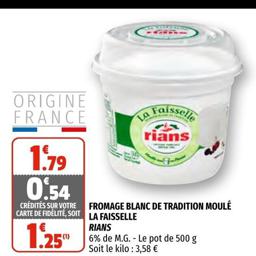 ORIGINE
FRANCE
La Faisselle
rians
1.79
€
0.54
€
CRÉDITÉS SUR VOTRE
CARTE DE FIDÉLITÉ, SOIT
1.25
€
(1)
FROMAGE BLANC DE TRADITION MOULÉ
LA FAISSELLE
RIANS
6% de M.G. - Le pot de 500 g
Soit le kilo : 3,58 €